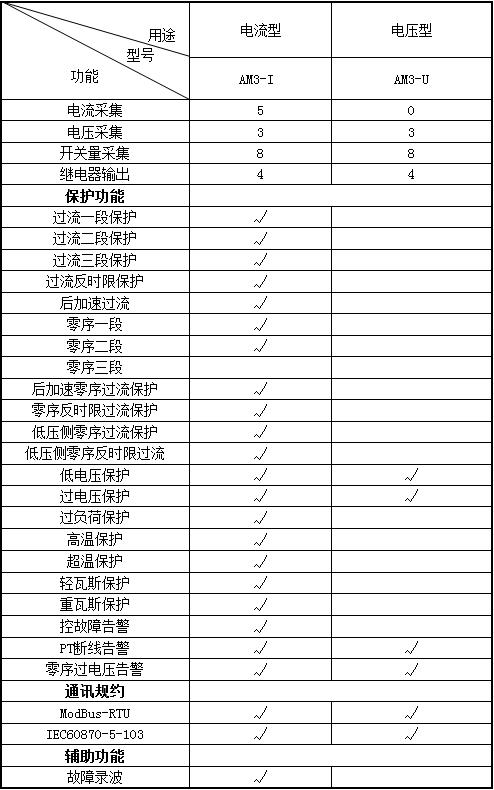 用途 电流型 电压型
型号
功能 AM3-I AM3-U
电流采集 5 0
电压采集 3 3
开关量采集 8 8
继电器输出 4 4
保护功能
过流一段保护 √
过流二段保护 √
过流三段保护 √
过流反时限保护 √
后加速过流 √
零序一段 √
零序二段 √
零序三段
后加速零序过流保护 √
零序反时限过流保护 √
低压侧零序过流保护 √
低压侧零序反时限过流 √
低电压保护 √ √
过电压保护 √ √
过负荷保护 √
高温保护 √
超温保护 √
轻瓦斯保护 √
重瓦斯保护 √
控故障告警 √
PT断线告警 √ √
零序过电压告警 √ √
通讯规约
ModBus-RTU √ √
IEC60870-5-103 √ √
辅助功能
故障录波 √